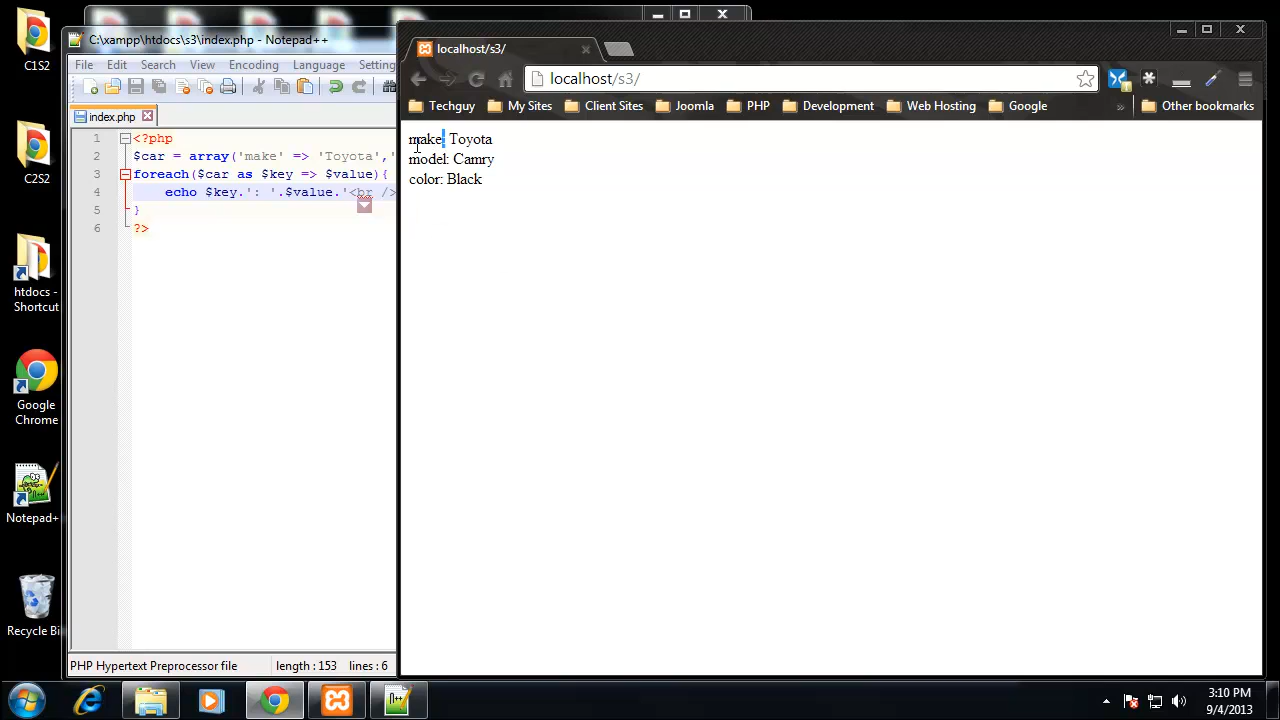 C1S2
C2S2
htdocs - Shortcut
Google Chrome
Notepad+
Recycle Bi
C:\xampp\htdocs\s3\index.php - Notepad++
File Edit Search View Encoding Language Setting
index.php
1 <?php
2 $car = array('make' => 'Toyota','
3 foreach($car as $key => $value){
4 echo $key.': '.$value.'<br />
5 }
6 ?>
PHP Hypertext Preprocessor file length : 153 lines : 6
localhost/s3/
localhost/s3/
Techguy My Sites Client Sites Joomla PHP Development Web Hosting Google » Other bookmarks
make: Toyota
model: Camry
color: Black
3:10 PM
9/4/2013